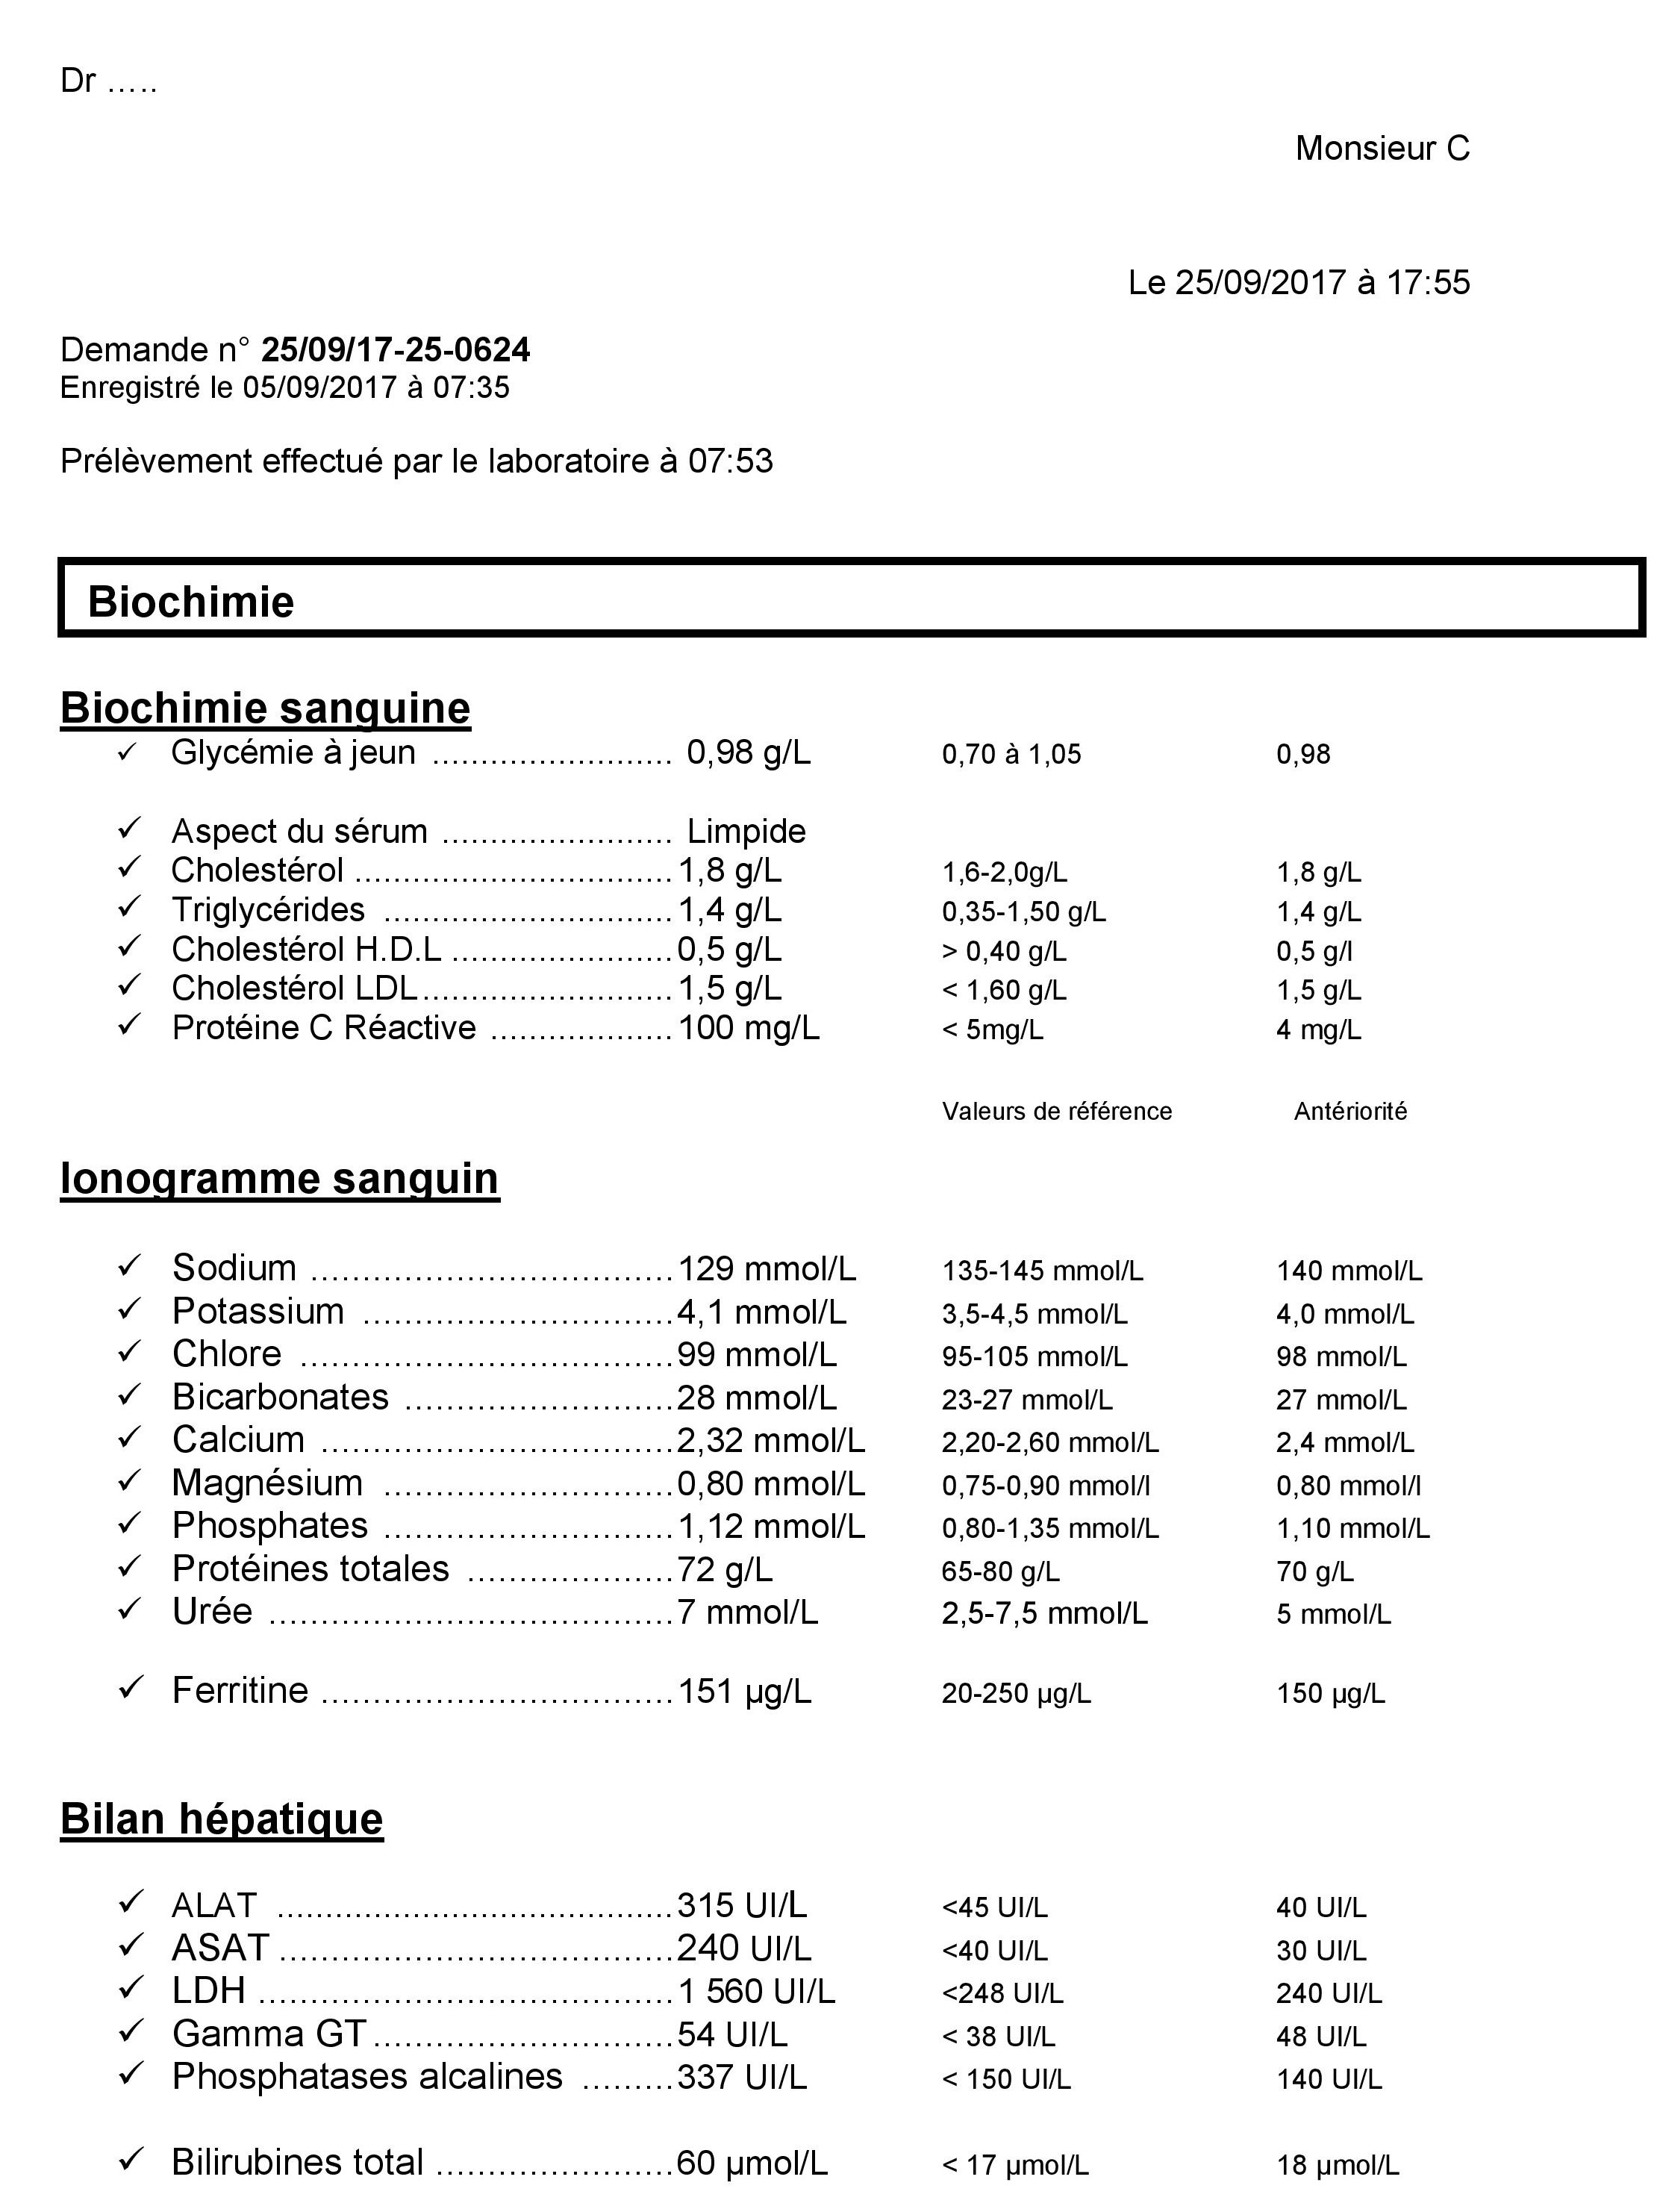 Dr .....
Monsieur C
Le 25/09/2017 à 17:55
Demande n° 25/09/17-25-0624
Enregistré le 05/09/2017 à 07:35
Prélèvement effectué par le laboratoire à 07:53
Biochimie
Biochimie sanguine
✓ Glycémie à jeun ......................... 0,98 g/L 0,70 à 1,05 0,98
✓ Aspect du sérum ........................ Limpide
✓ Cholestérol ................................. 1,8 g/L 1,6-2,0g/L 1,8 g/L
✓ Triglycérides .............................. 1,4 g/L 0,35-1,50 g/L 1,4 g/L
✓ Cholestérol H.D.L ....................... 0,5 g/L > 0,40 g/L 0,5 g/l
✓ Cholestérol LDL.......................... 1,5 g/L < 1,60 g/L 1,5 g/L
✓ Protéine C Réactive ................... 100 mg/L < 5mg/L 4 mg/L
Valeurs de référence Antériorité
Ionogramme sanguin
✓ Sodium ................................... 129 mmol/L 135-145 mmol/L 140 mmol/L
✓ Potassium .............................. 4,1 mmol/L 3,5-4,5 mmol/L 4,0 mmol/L
✓ Chlore .................................... 99 mmol/L 95-105 mmol/L 98 mmol/L
✓ Bicarbonates .......................... 28 mmol/L 23-27 mmol/L 27 mmol/L
✓ Calcium .................................. 2,32 mmol/L 2,20-2,60 mmol/L 2,4 mmol/L
✓ Magnésium ............................ 0,80 mmol/L 0,75-0,90 mmol/l 0,80 mmol/l
✓ Phosphates ............................ 1,12 mmol/L 0,80-1,35 mmol/L 1,10 mmol/L
✓ Protéines totales .................... 72 g/L 65-80 g/L 70 g/L
✓ Urée ....................................... 7 mmol/L 2,5-7,5 mmol/L 5 mmol/L
✓ Ferritine .................................. 151 µg/L 20-250 µg/L 150 µg/L
Bilan hépatique
✓ ALAT ......................................... 315 UI/L <45 UI/L 40 UI/L
✓ ASAT ...................................... 240 UI/L <40 UI/L 30 UI/L
✓ LDH ........................................ 1 560 UI/L <248 UI/L 240 UI/L
✓ Gamma GT ............................. 54 UI/L < 38 UI/L 48 UI/L
✓ Phosphatases alcalines ......... 337 UI/L < 150 UI/L 140 UI/L
✓ Bilirubines total ....................... 60 µmol/L < 17 µmol/L 18 µmol/L